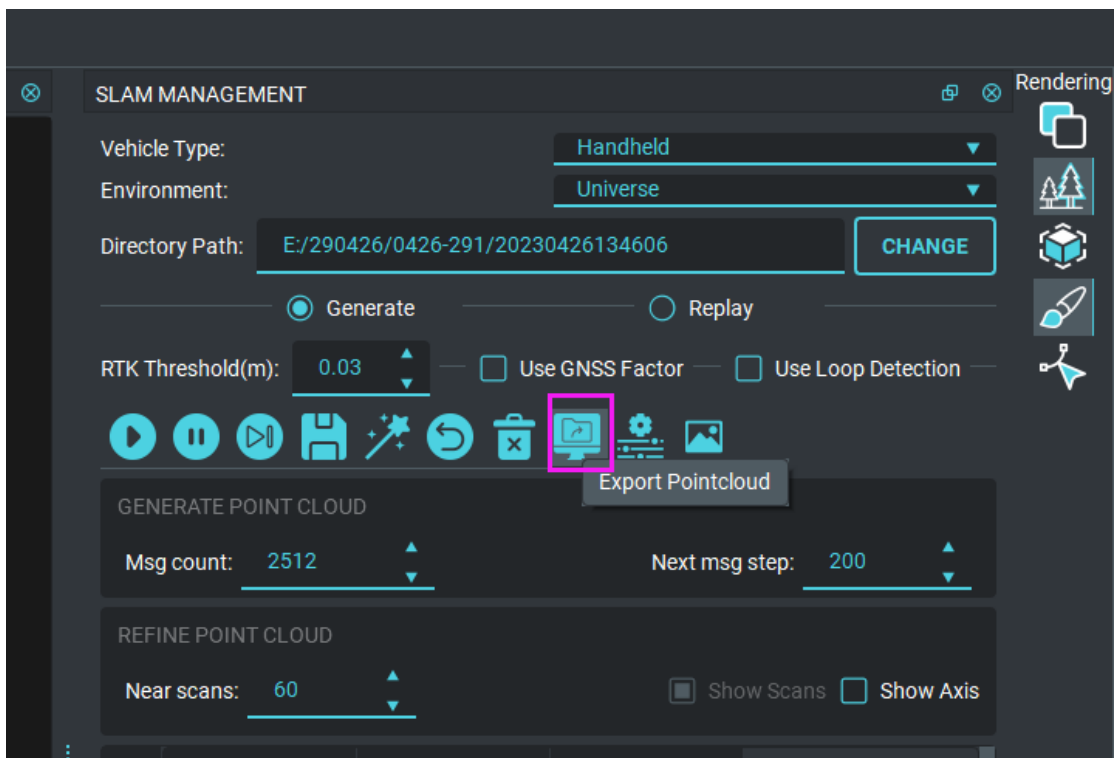 SLAM MANAGEMENT
Rendering
Vehicle Type: Handheld
Environment: Universe
Directory Path: E:/290426/0426-291/20230426134606 CHANGE
Generate Replay
RTK Threshold(m): 0.03 Use GNSS Factor Use Loop Detection
Export Pointcloud
GENERATE POINT CLOUD
Msg count: 2512 Next msg step: 200
REFINE POINT CLOUD
Near scans: 60 Show Scans Show Axis